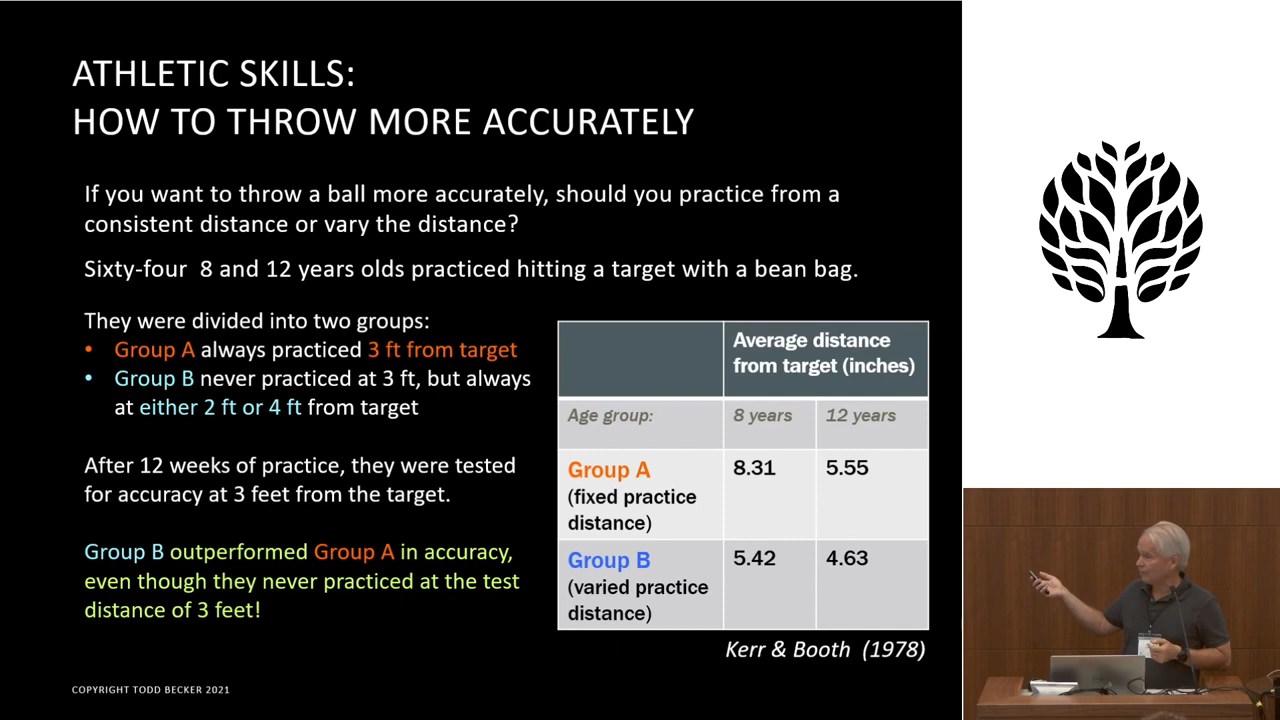 ATHLETIC SKILLS:
HOW TO THROW MORE ACCURATELY
If you want to throw a ball more accurately, should you practice from a
consistent distance or vary the distance?
Sixty-four 8 and 12 years olds practiced hitting a target with a bean bag.
They were divided into two groups:
• Group A always practiced 3 ft from target
• Group B never practiced at 3 ft, but always
at either 2 ft or 4 ft from target
After 12 weeks of practice, they were tested
for accuracy at 3 feet from the target.
Group B outperformed Group A in accuracy,
even though they never practiced at the test
distance of 3 feet!
Average distance
from target (inches)
Age group: 8 years 12 years
Group A 8.31 5.55
(fixed practice
distance)
Group B 5.42 4.63
(varied practice
distance)
Kerr & Booth (1978)
COPYRIGHT TODD BECKER 2021